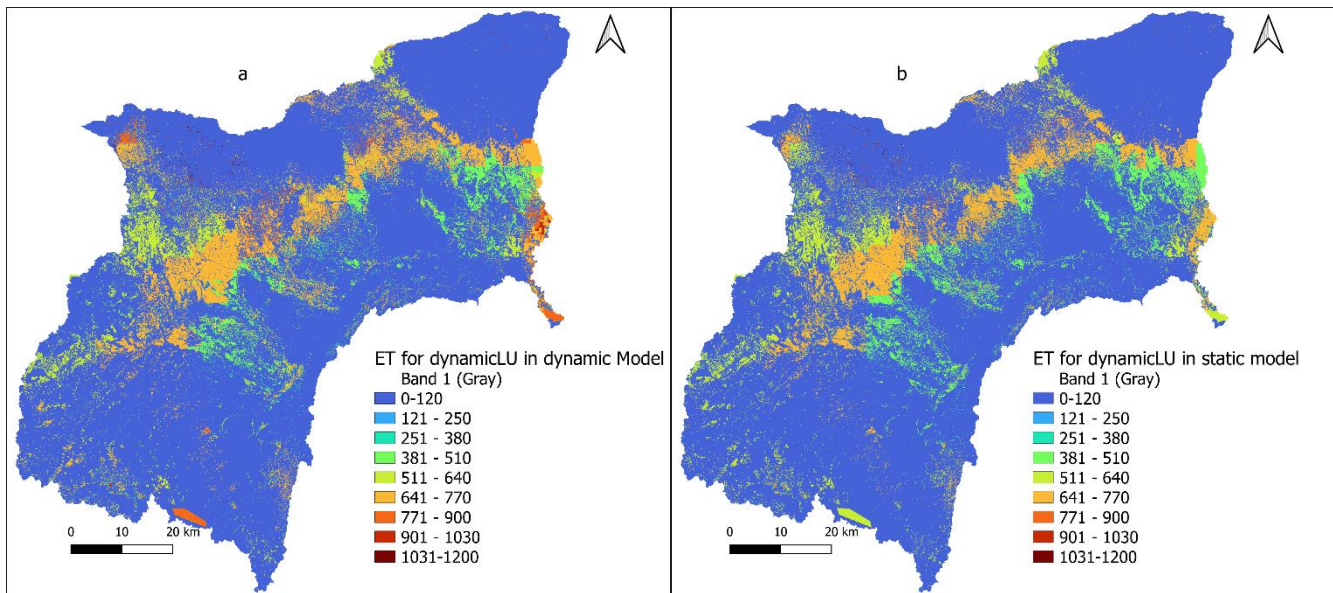 a
ET for dynamicLU in dynamic Model
Band 1 (Gray)
0-120
121 - 250
251 - 380
381 - 510
511 - 640
641 - 770
771 - 900
901 - 1030
1031-1200
0 10 20 km
b
ET for dynamicLU in static model
Band 1 (Gray)
0-120
121 - 250
251 - 380
381 - 510
511 - 640
641 - 770
771 - 900
901 - 1030
1031-1200
0 10 20 km